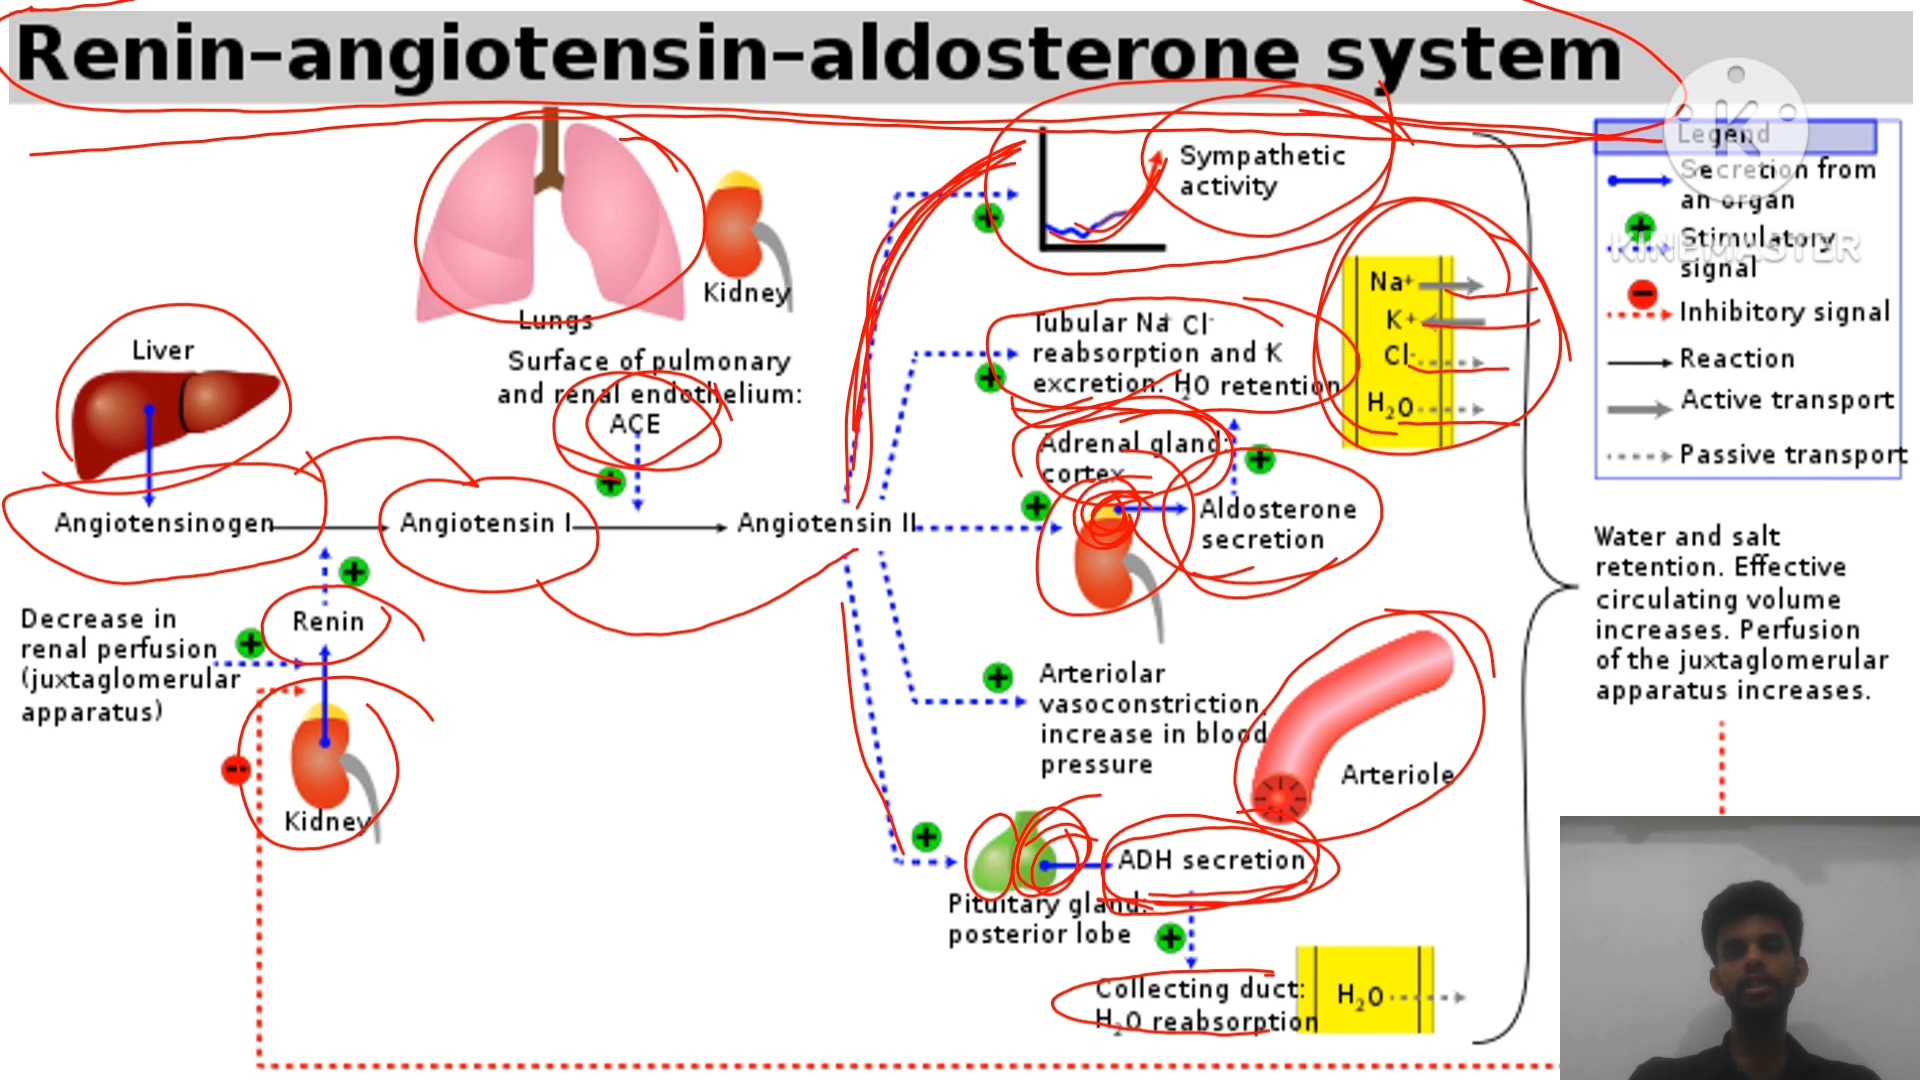 Renin–angiotensin–aldosterone system
Legend
Secretion from
an organ
Stimulatory
signal
Inhibitory signal
Reaction
Active transport
Passive transport
KINEMASTER
K
Lungs
Kidney
Surface of pulmonary
and renal endothelium:
ACE
Liver
Angiotensinogen
Angiotensin I
Angiotensin II
Decrease in
renal perfusion
(juxtaglomerular
apparatus)
Renin
Kidney
Sympathetic
activity
Tubular Na⁺ Cl⁻
reabsorption and K⁺
excretion. H₂O retention
Na⁺
K⁺
Cl⁻
H₂O
Adrenal gland:
cortex
Aldosterone
secretion
Arteriolar
vasoconstriction,
increase in blood
pressure
Arteriole
Pituitary gland:
posterior lobe
ADH secretion
Collecting duct:
H₂O reabsorption
H₂O
Water and salt
retention. Effective
circulating volume
increases. Perfusion
of the juxtaglomerular
apparatus increases.